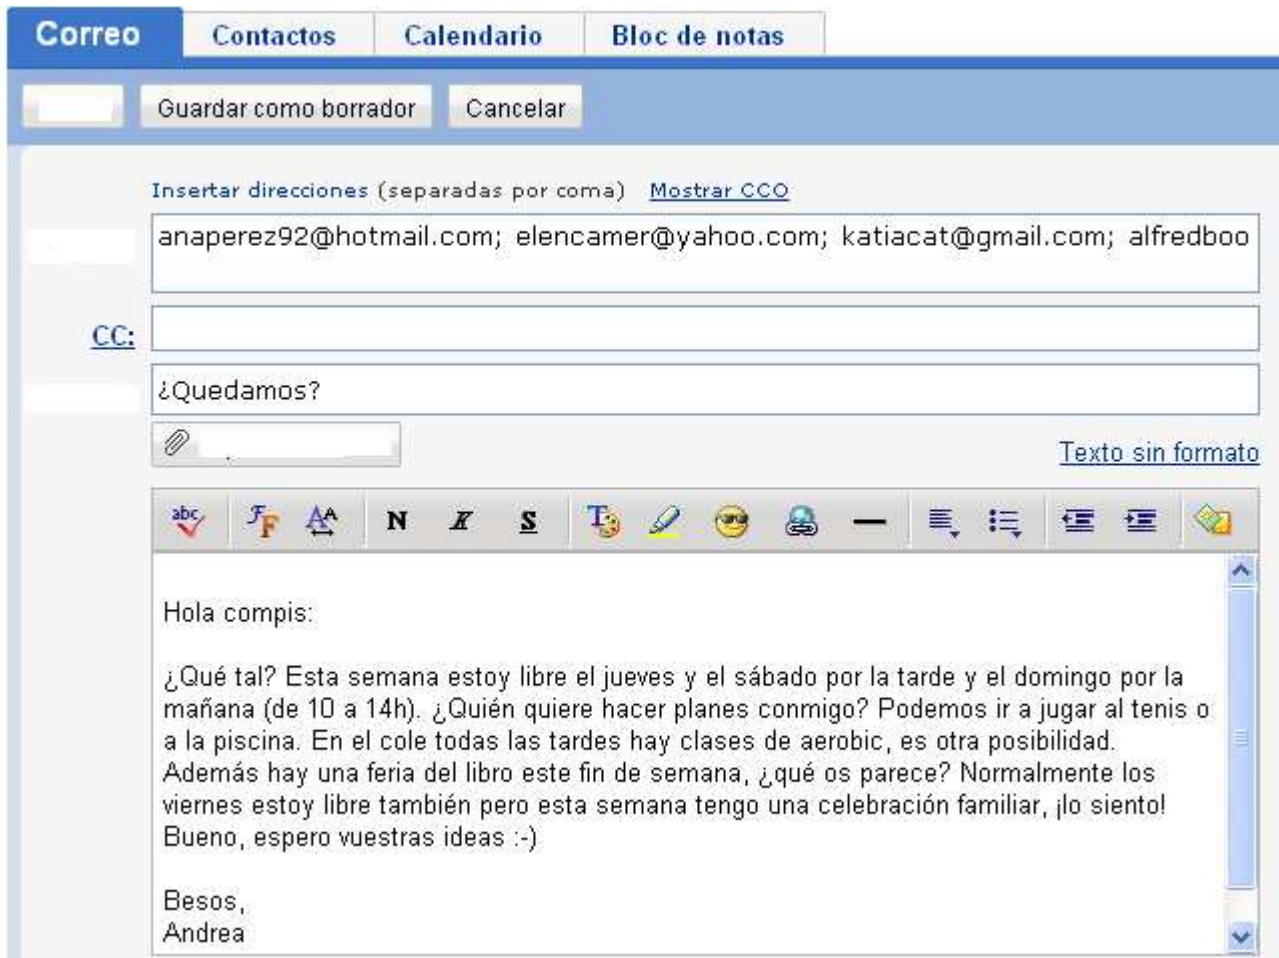 Correo Contactos Calendario Bloc de notas
Guardar como borrador Cancelar
Insertar direcciones (separadas por coma) Mostrar CCO
anaperez92@hotmail.com; elencamer@yahoo.com; katiacat@gmail.com; alfredboo
CC:
¿Quedamos?
Texto sin formato
abc F F A A N K S T
Hola compis:
¿Qué tal? Esta semana estoy libre el jueves y el sábado por la tarde y el domingo por la
mañana (de 10 a 14h). ¿Quién quiere hacer planes conmigo? Podemos ir a jugar al tenis o
a la piscina. En el cole todas las tardes hay clases de aerobic, es otra posibilidad.
Además hay una feria del libro este fin de semana, ¿qué os parece? Normalmente los
viernes estoy libre también pero esta semana tengo una celebración familiar, ¡lo siento!
Bueno, espero vuestras ideas :-)
Besos,
Andrea